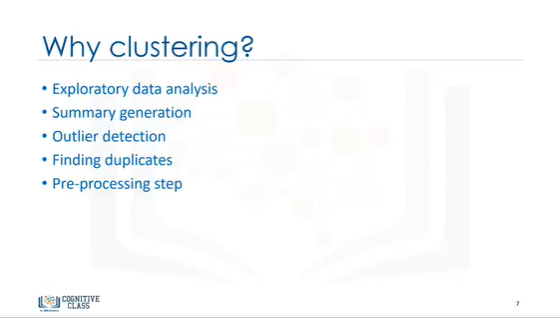 Why clustering?
• Exploratory data analysis
• Summary generation
• Outlier detection
• Finding duplicates
• Pre-processing step
COGNITIVE
CLASS
7